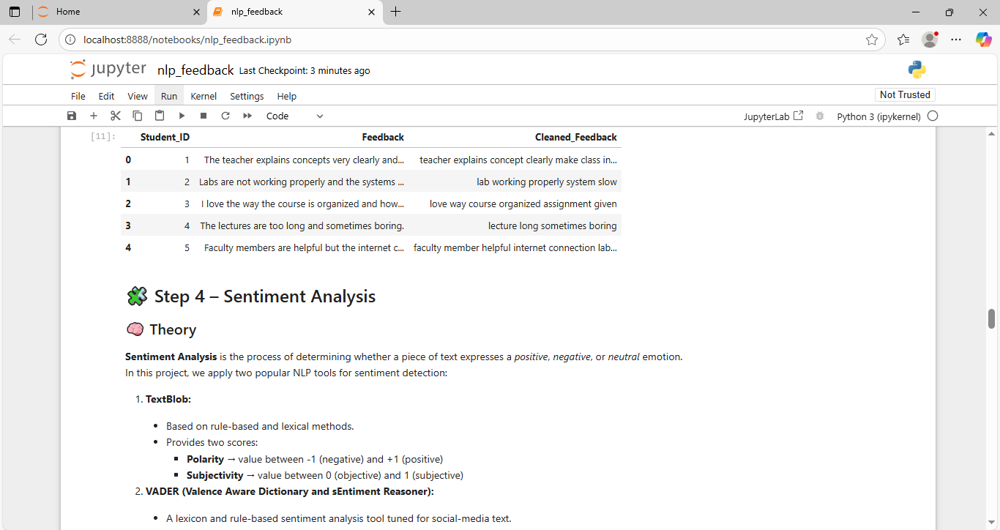 Home
nlp_feedback
localhost:8888/notebooks/nlp_feedback.ipynb
jupyter nlp_feedback Last Checkpoint: 3 minutes ago
File Edit View Run Kernel Settings Help
Not Trusted
Code
JupyterLab
Python 3 (ipykernel)
[11]: Student_ID Feedback Cleaned_Feedback
0 1 The teacher explains concepts very clearly and... teacher explains concept clearly make class in...
1 2 Labs are not working properly and the systems ... lab working properly system slow
2 3 I love the way the course is organized and how... love way course organized assignment given
3 4 The lectures are too long and sometimes boring. lecture long sometimes boring
4 5 Faculty members are helpful but the internet c... faculty member helpful internet connection lab...
Step 4 – Sentiment Analysis
Theory
Sentiment Analysis is the process of determining whether a piece of text expresses a positive, negative, or neutral emotion.
In this project, we apply two popular NLP tools for sentiment detection:
1. TextBlob:
• Based on rule-based and lexical methods.
• Provides two scores:
▪ Polarity → value between -1 (negative) and +1 (positive)
▪ Subjectivity → value between 0 (objective) and 1 (subjective)
2. VADER (Valence Aware Dictionary and sEntiment Reasoner):
• A lexicon and rule-based sentiment analysis tool tuned for social-media text.